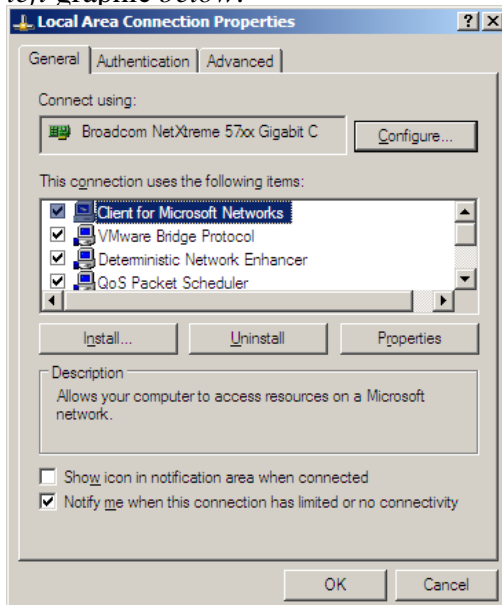 left graphic below.
Local Area Connection Properties
General Authentication Advanced
Connect using:
Broadcom NetXtreme 57xx Gigabit C Configure...
This connection uses the following items:
Client for Microsoft Networks
VMware Bridge Protocol
Deterministic Network Enhancer
QoS Packet Scheduler
Install... Uninstall Properties
Description
Allows your computer to access resources on a Microsoft
network.
Show icon in notification area when connected
Notify me when this connection has limited or no connectivity
OK Cancel